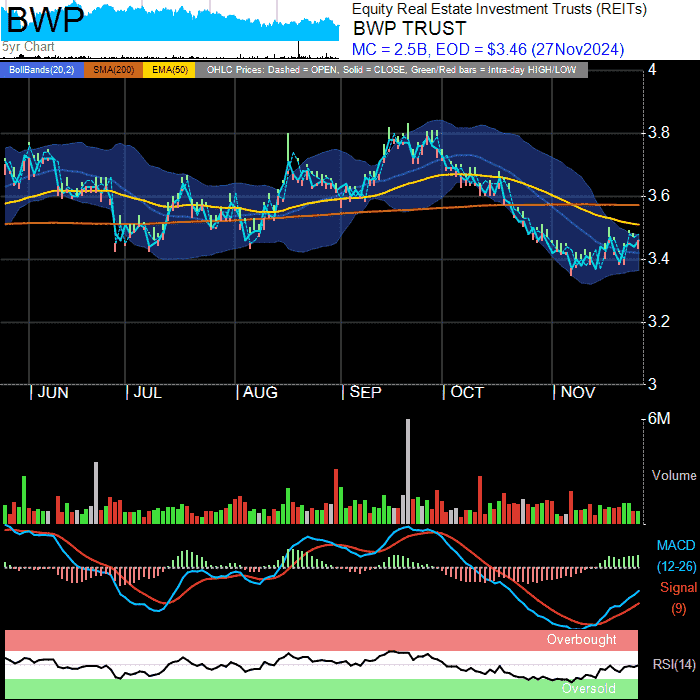 BWP
5yr Chart
Equity Real Estate Investment Trusts (REITs)
BWP TRUST
MC = 2.5B, EOD = $3.46 (27Nov2024)
BollBands(20,2) SMA(200) EMA(50) OHLC Prices: Dashed = OPEN, Solid = CLOSE, Green/Red bars = Intra-day HIGH/LOW
4
3.8
3.6
3.4
3.2
3
JUN JUL AUG SEP OCT NOV
6M
Volume
MACD
(12-26)
Signal
(9)
Overbought
RSI(14)
Oversold